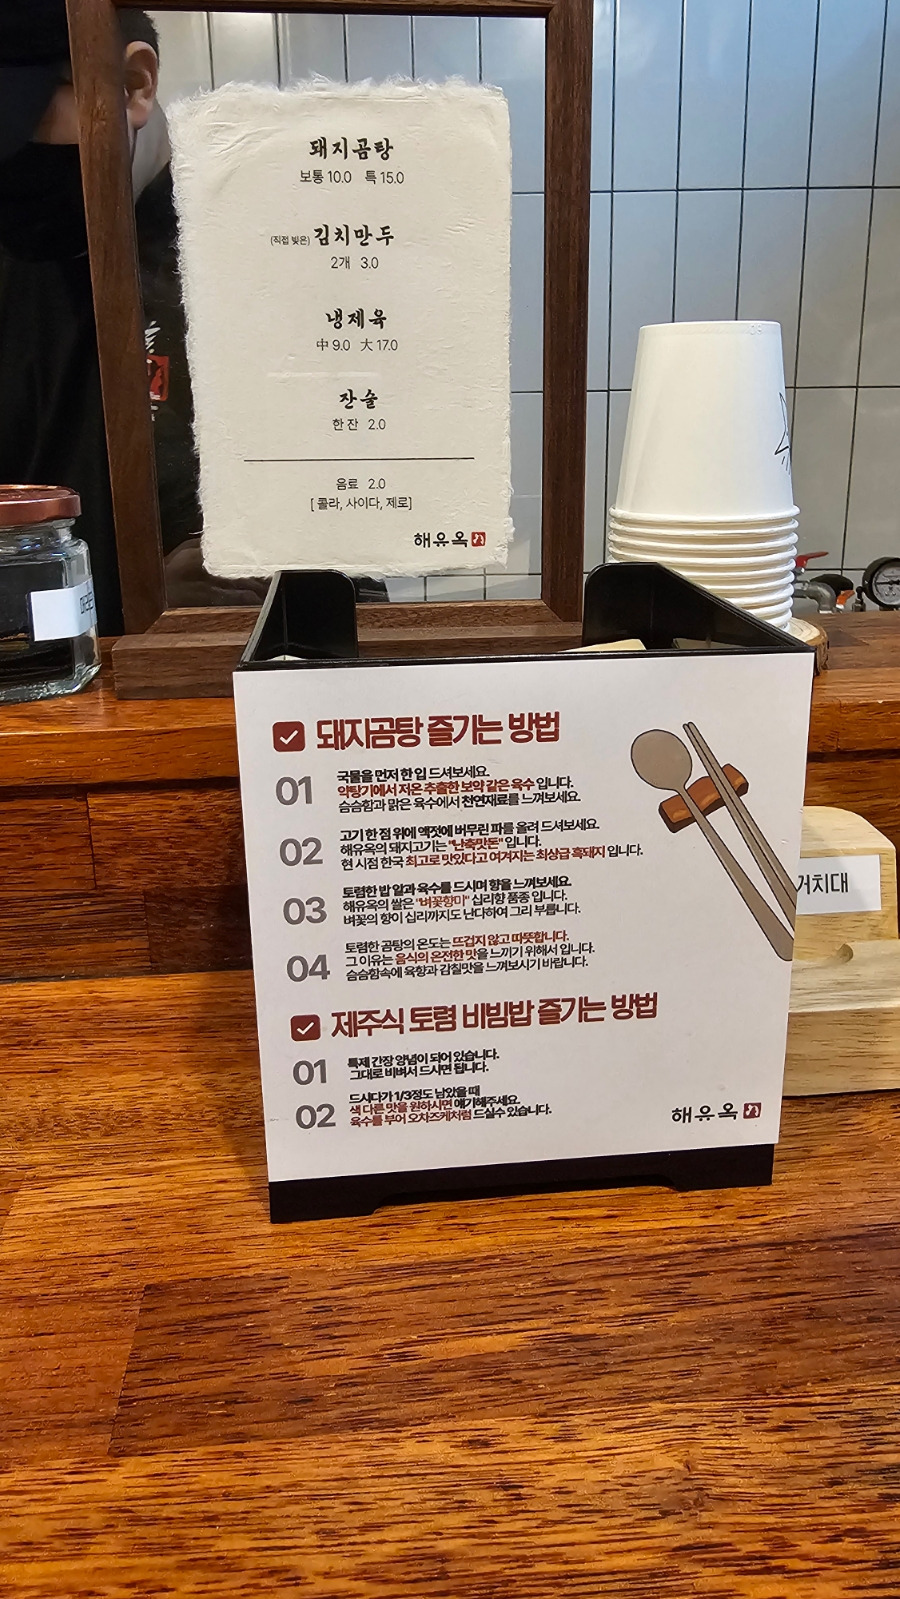 돼지곰탕
보통 10.0 특 15.0
(직접 빚은) 김치만두
2개 3.0
냉제육
中 9.0 大 17.0
잔술
한잔 2.0
음료 2.0
[ 콜라, 사이다, 제로]
해유옥
돼지곰탕 즐기는 방법
01
국물을 먼저 한 입 드셔보세요.
약탕기에서 저온 추출한 보약 같은 육수 입니다.
슴슴함과 맑은 육수에서 천연재료를 느껴보세요.
02
고기 한 점 위에 액젓에 버무린 파를 올려 드셔보세요.
해유옥의 돼지고기는 "난축맛돈" 입니다.
현 시점 한국 최고로 맛있다고 여겨지는 최상급 흑돼지 입니다.
03
토렴한 밥 알과 육수를 드시며 향을 느껴보세요.
해유옥의 쌀은 "벼꽃향미" 십리향 품종 입니다.
벼꽃의 향이 십리까지도 난다하여 그리 부릅니다.
04
토렴한 곰탕의 온도는 뜨겁지 않고 따뜻합니다.
그 이유는 음식의 온전한 맛을 느끼기 위해서 입니다.
슴슴함속에 육향과 감칠맛을 느껴보시기 바랍니다.
제주식 토렴 비빔밥 즐기는 방법
01
특제 간장 양념이 되어 있습니다.
그대로 비벼서 드시면 됩니다.
02
드시다가 1/3정도 남았을 때
색 다른 맛을 원하시면 얘기해주세요.
육수를 부어 오차즈케처럼 드실수 있습니다.
해유옥
거치대